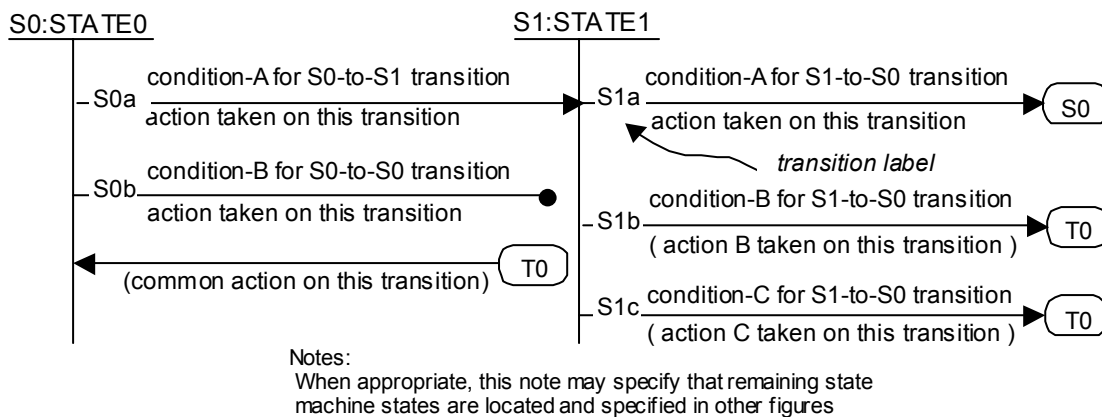 S0:STATE0
S1:STATE1
S0a
condition-A for S0-to-S1 transition
action taken on this transition
S1a
condition-A for S1-to-S0 transition
action taken on this transition
S0
transition label
S0b
condition-B for S0-to-S0 transition
action taken on this transition
S1b
condition-B for S1-to-S0 transition
( action B taken on this transition )
T0
T0
(common action on this transition)
S1c
condition-C for S1-to-S0 transition
( action C taken on this transition )
T0
Notes:
When appropriate, this note may specify that remaining state
machine states are located and specified in other figures